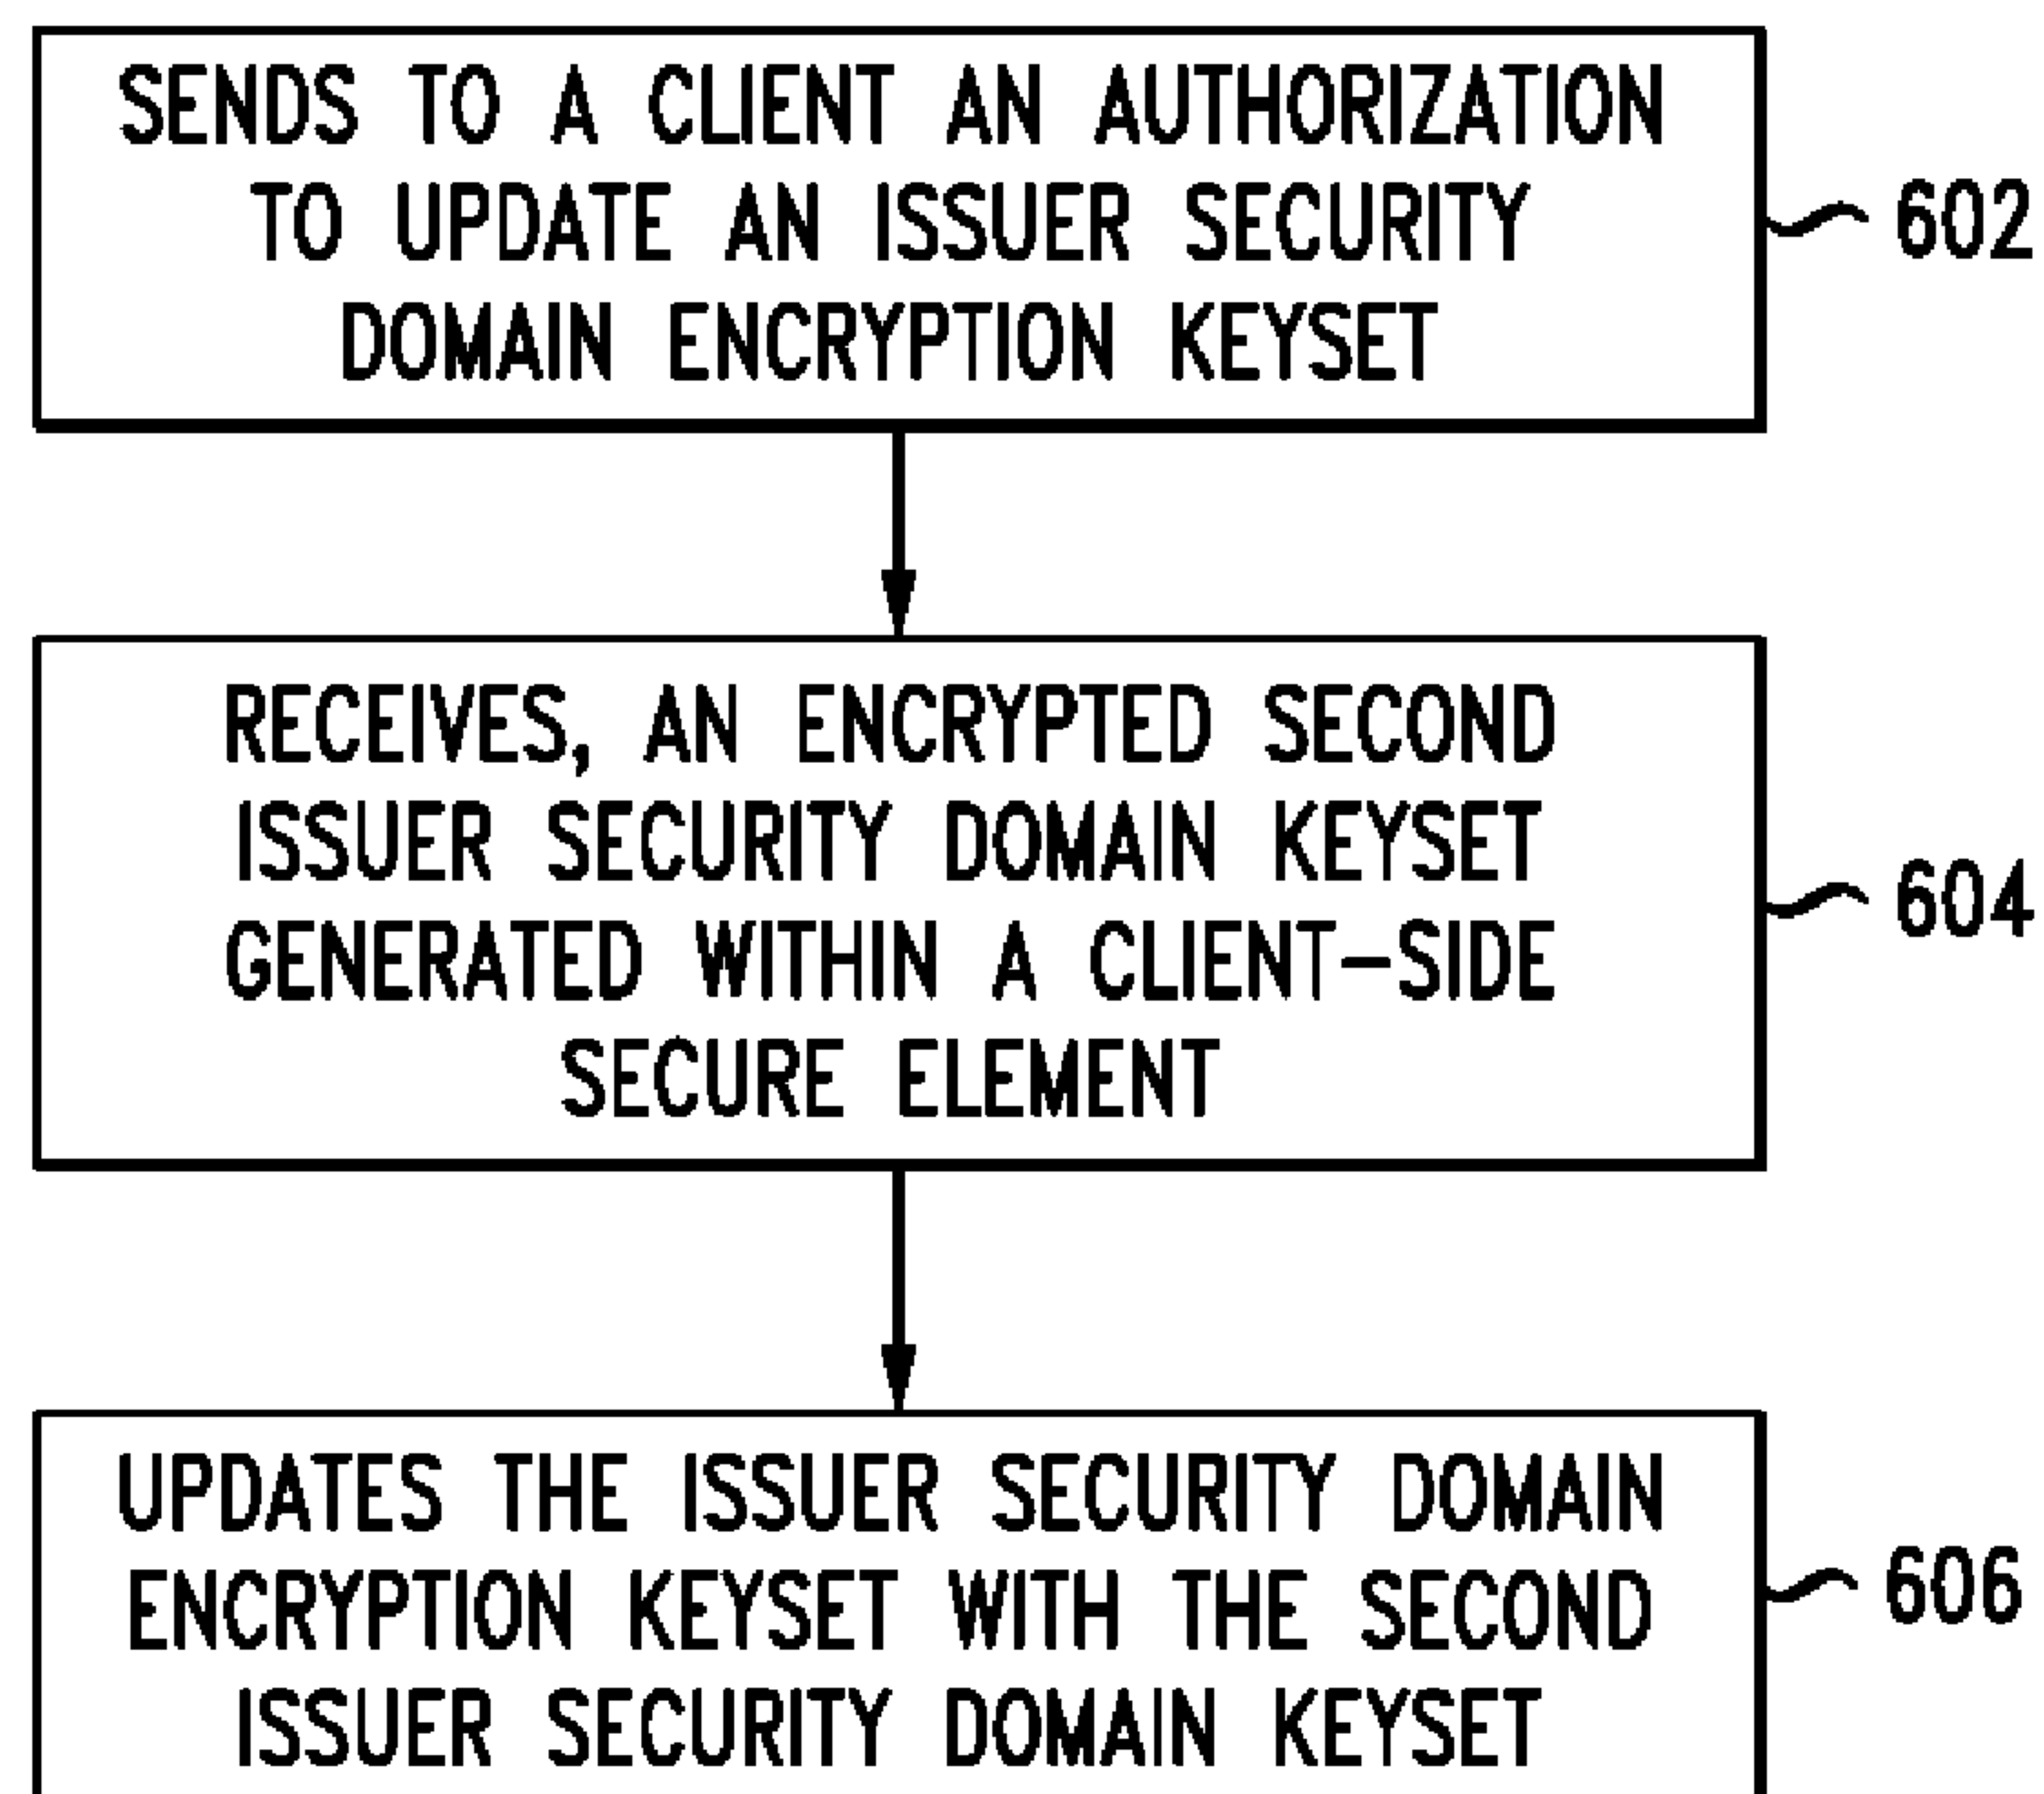 SENDS TO A CLIENT AN AUTHORIZATION
TO UPDATE AN ISSUER SECURITY
DOMAIN ENCRYPTION KEYSET
602
RECEIVES, AN ENCRYPTED SECOND
ISSUER SECURITY DOMAIN KEYSET
GENERATED WITHIN A CLIENT-SIDE
SECURE ELEMENT
604
UPDATES THE ISSUER SECURITY DOMAIN
ENCRYPTION KEYSET WITH THE SECOND
ISSUER SECURITY DOMAIN KEYSET
606